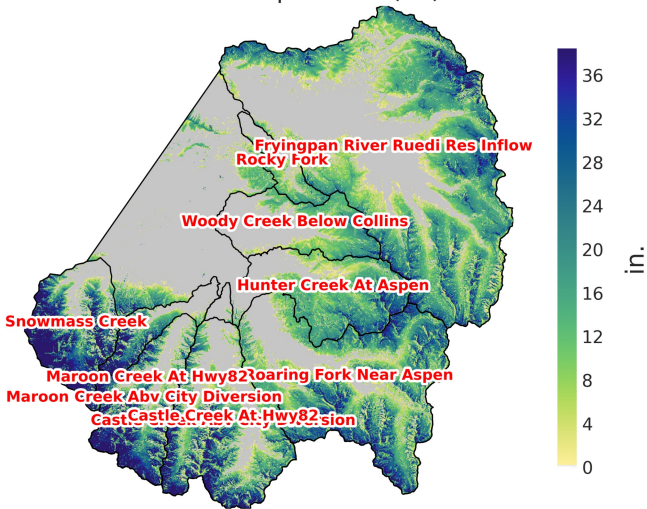 Fryingpan River Ruedi Res Inflow
Rocky Fork
Woody Creek Below Collins
Hunter Creek At Aspen
Snowmass Creek
Maroon Creek At Hwy82
Roaring Fork Near Aspen
Maroon Creek Abv City Diversion
Castle Creek At Hwy82
36
32
28
24
20
16
12
8
4
0
in.